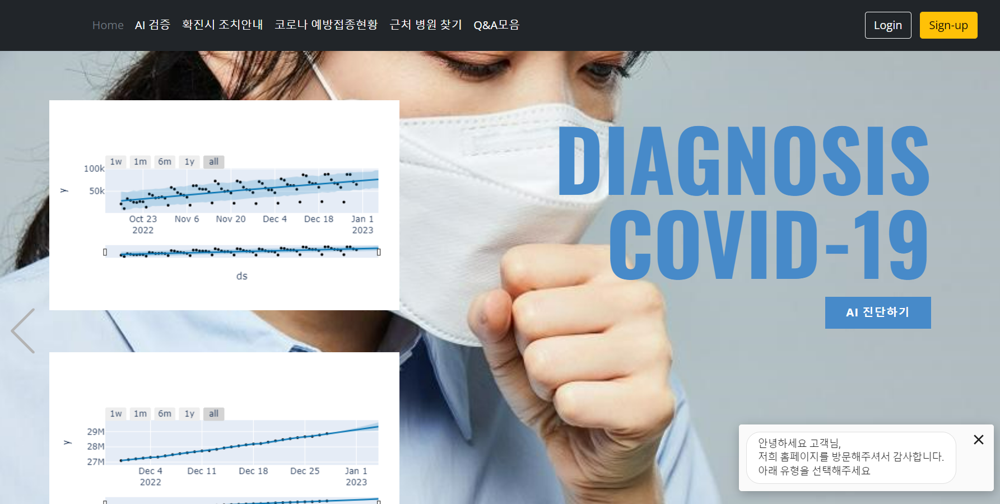 Home AI 검증 확진시 조치안내 코로나 예방접종현황 근처 병원 찾기 Q&A모음 Login Sign-up
DIAGNOSIS
COVID-19
AI 진단하기
1w 1m 6m 1y all
100k
50k
y
Oct 23 Nov 6 Nov 20 Dec 4 Dec 18 Jan 1
2022 2023
ds
1w 1m 6m 1y all
29M
28M
27M
y
Dec 4 Dec 11 Dec 18 Dec 25 Jan 1
2022 2023
안녕하세요 고객님,
저희 홈페이지를 방문해주셔서 감사합니다.
아래 유형을 선택해주세요